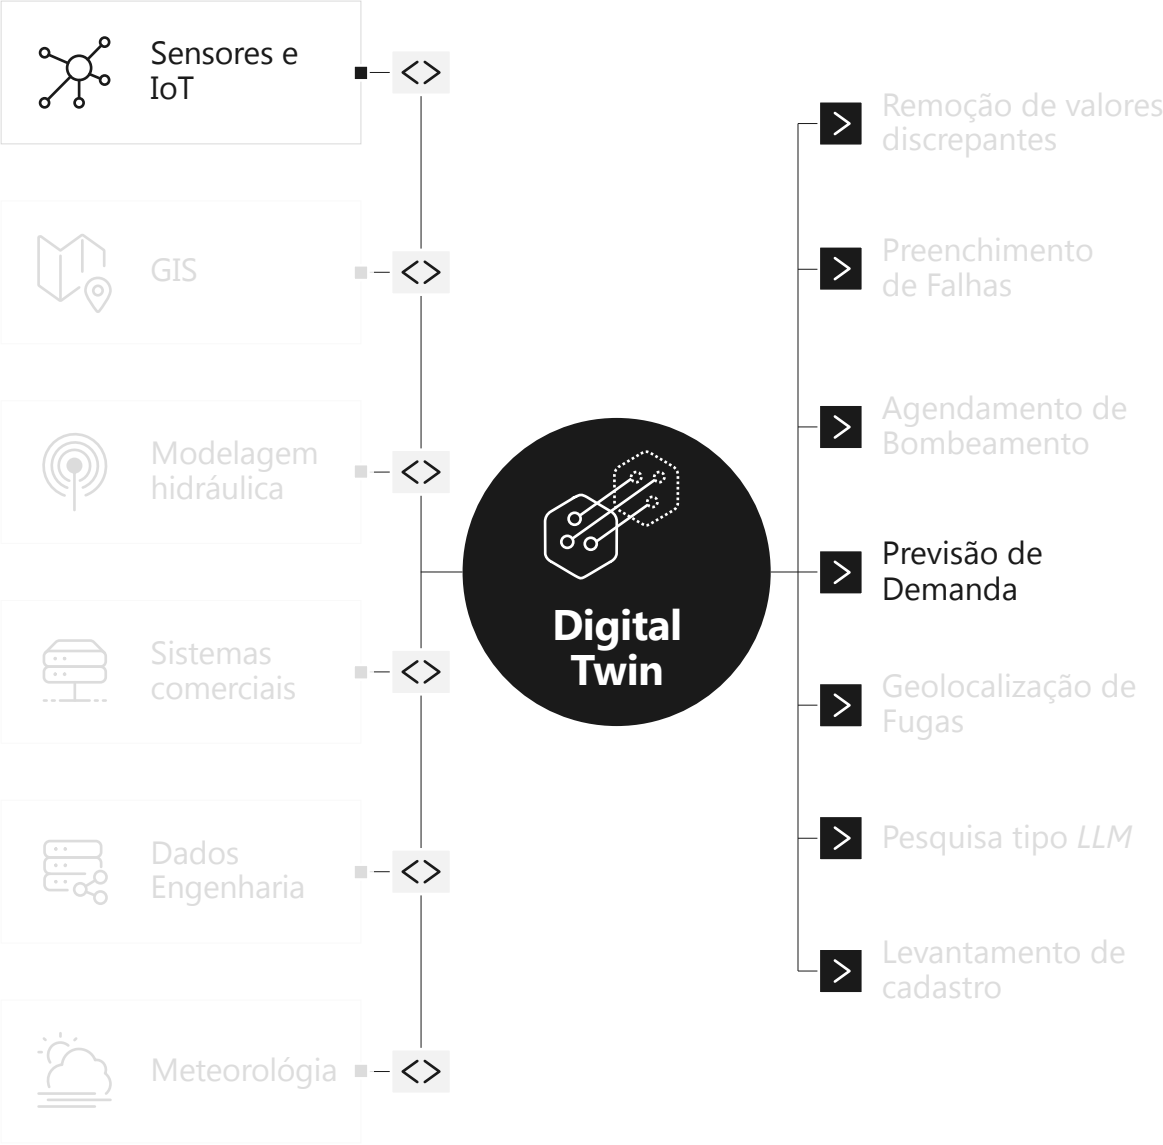 Sensores e
IoT
GIS
Modelagem
hidráulica
Sistemas
comerciais
Dados
Engenharia
Meteorológia
Digital
Twin
Remoção de valores
discrepantes
Preenchimento
de Falhas
Agendamento de
Bombeamento
Previsão de
Demanda
Geolocalização de
Fugas
Pesquisa tipo LLM
Levantamento de
cadastro